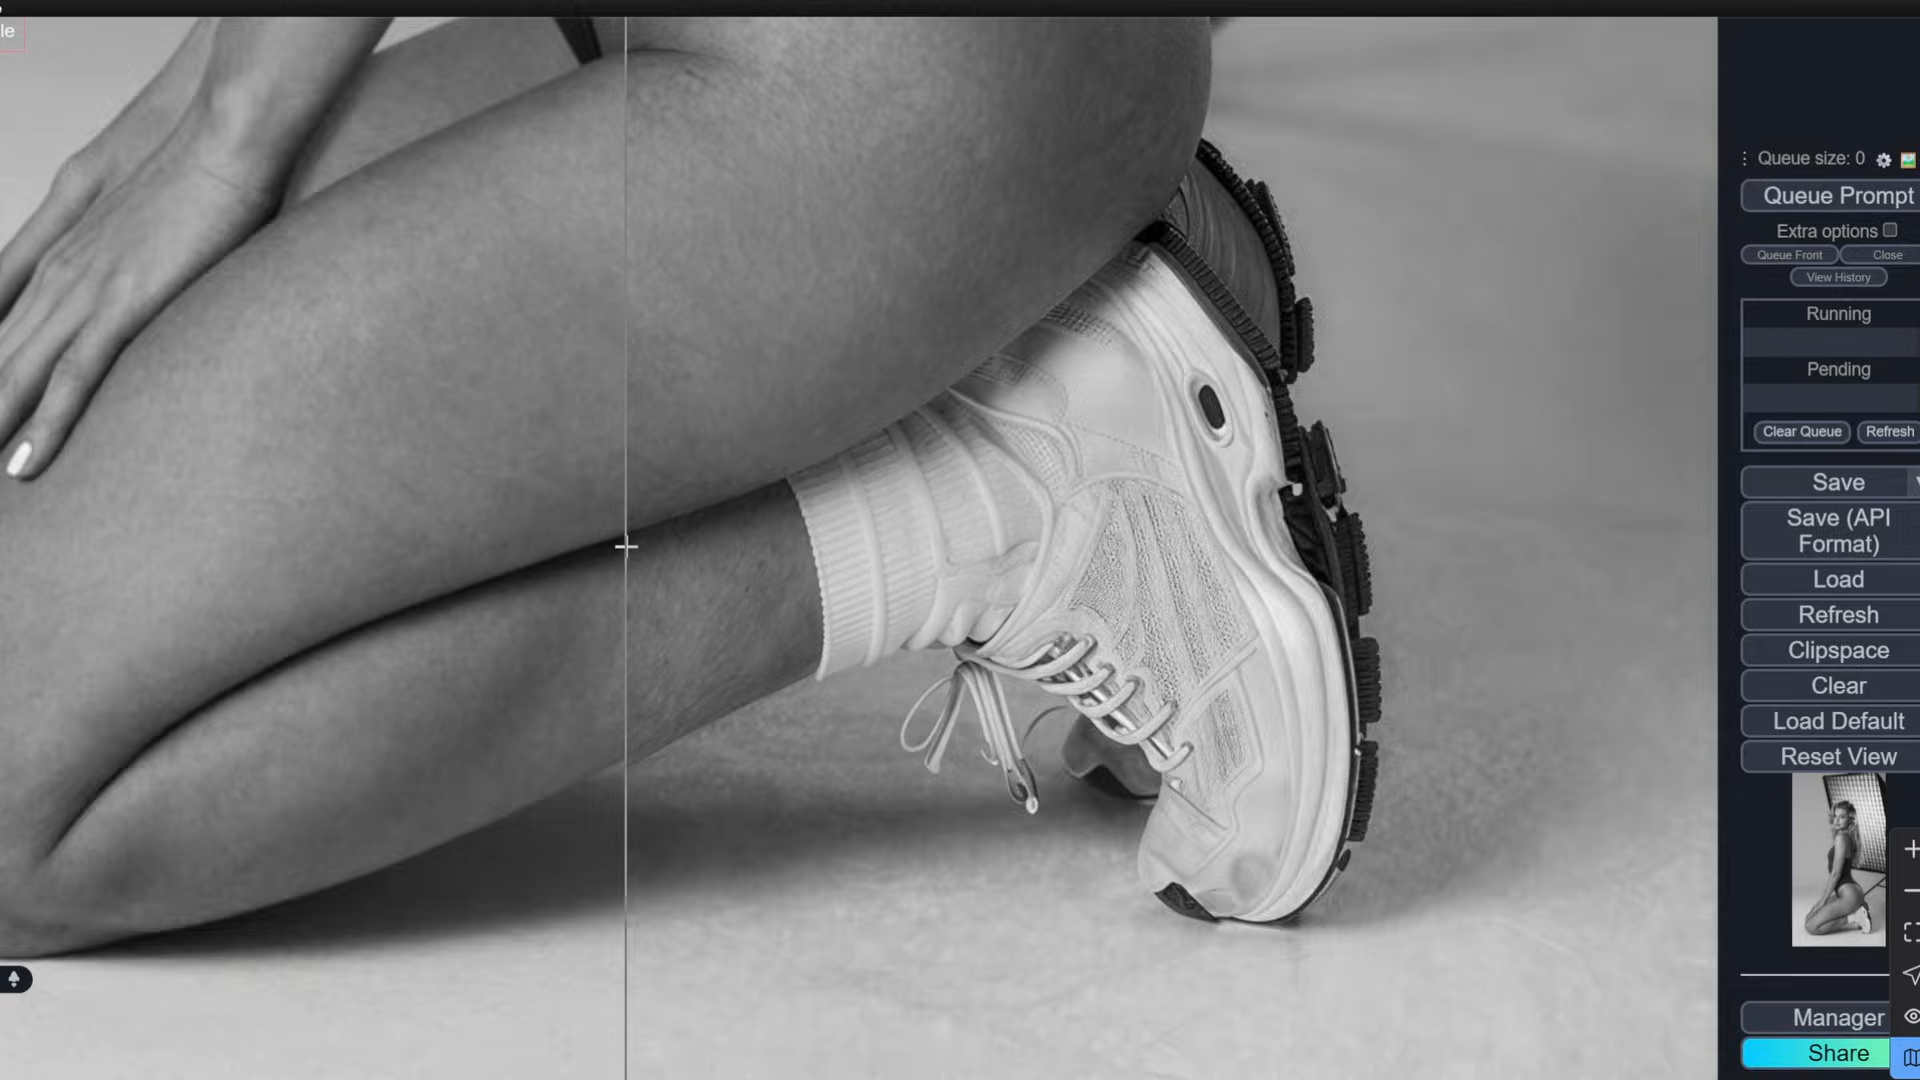 le
Queue size: 0
Queue Prompt
Extra options
Queue Front
Close
View History
Running
Pending
Clear Queue
Refresh
Save
Save (API
Format)
Load
Refresh
Clipspace
Clear
Load Default
Reset View
Manager
Share